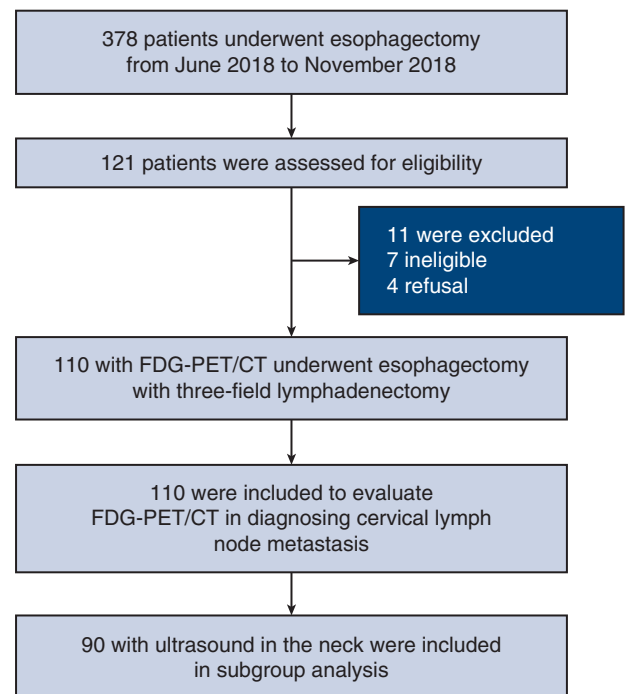 378 patients underwent esophagectomy
from June 2018 to November 2018
121 patients were assessed for eligibility
11 were excluded
7 ineligible
4 refusal
110 with FDG-PET/CT underwent esophagectomy
with three-field lymphadenectomy
110 were included to evaluate
FDG-PET/CT in diagnosing cervical lymph
node metastasis
90 with ultrasound in the neck were included
in subgroup analysis